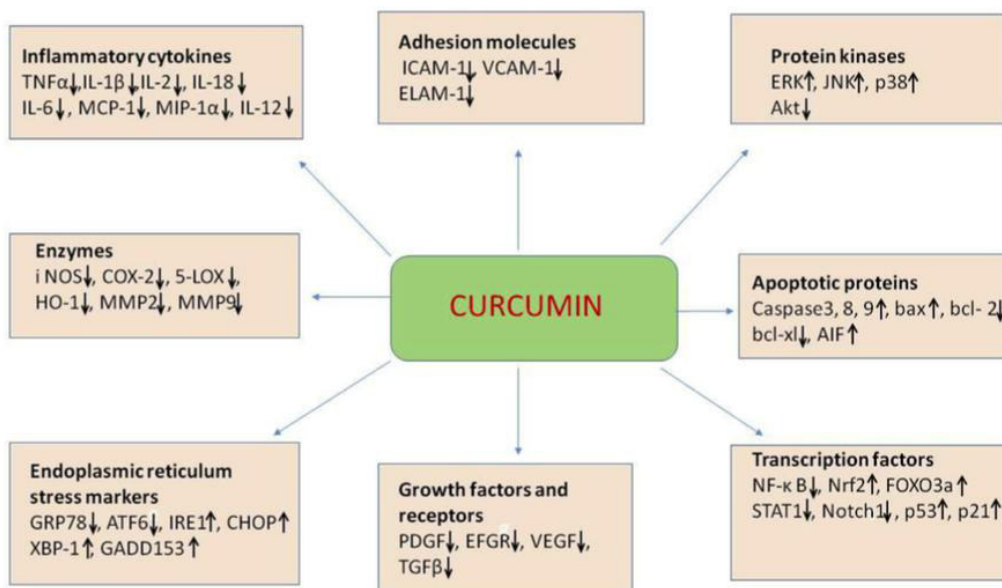 Inflammatory cytokines
TNFα↓,IL-1β↓IL-2↓, IL-18↓
IL-6↓, MCP-1↓, MIP-1α↓, IL-12↓
Adhesion molecules
ICAM-1↓ VCAM-1↓
ELAM-1↓
Protein kinases
ERK↑, JNK↑, p38↑
Akt↓
Enzymes
i NOS↓, COX-2↓, 5-LOX↓,
HO-1↓, MMP2↓, MMP9↓
CURCUMIN
Apoptotic proteins
Caspase3, 8, 9↑, bax↑, bcl- 2↓
bcl-xl↓, AIF↑
Endoplasmic reticulum
stress markers
GRP78↓, ATF6↓, IRE1↑, CHOP↑
XBP-1↑, GADD153↑
Growth factors and
receptors
PDGF↓, EFGR↓, VEGF↓,
TGFβ↓
Transcription factors
NF-κ B↓, Nrf2↑, FOXO3a↑
STAT1↓, Notch1↓, p53↑, p21↑